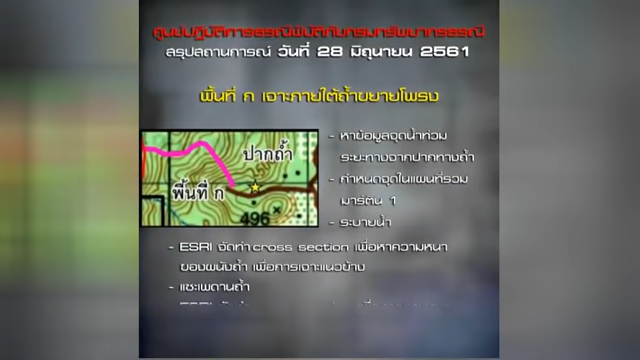 ศูนย์ปฏิบัติการธรณีพิบัติภัยกรมทรัพยากรธรณี
สรุปสถานการณ์ วันที่ 28 มิถุนายน 2561
พื้นที่ ก เจาะภายใต้ถ้ำขยายโพรง
- หาข้อมูลจุดน้ำท่วม
ระยะทางจากปากทางถ้ำ
- กำหนดจุดในแผนที่รวม
มาร์ตบ 1
- ระบายน้ำ
ปากถ้ำ
พื้นที่ ก
496
- ESRI จัดทำ cross section เพื่อหาความหนา
ของผนังถ้ำ เพื่อการเจาะแนวข้าง
- แซะเพดานถ้ำ